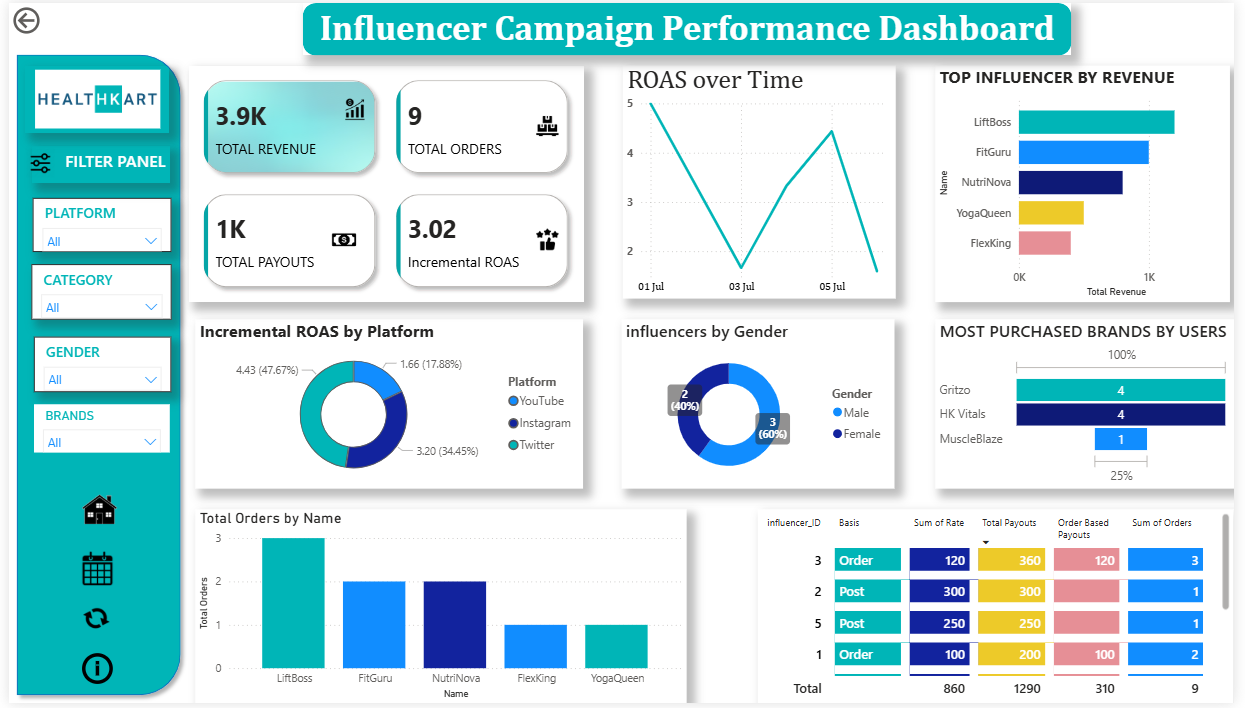 Influencer Campaign Performance Dashboard
HEALTHKART
FILTER PANEL
PLATFORM
All
CATEGORY
All
GENDER
All
BRANDS
All
3.9K
TOTAL REVENUE
9
TOTAL ORDERS
1K
TOTAL PAYOUTS
3.02
Incremental ROAS
ROAS over Time
5
4
3
2
01 Jul
03 Jul
05 Jul
TOP INFLUENCER BY REVENUE
Name
LiftBoss
FitGuru
NutriNova
YogaQueen
FlexKing
0K
1K
Total Revenue
Incremental ROAS by Platform
4.43 (47.67%)
1.66 (17.88%)
3.20 (34.45%)
Platform
YouTube
Instagram
Twitter
influencers by Gender
2
(40%)
3
(60%)
Gender
Male
Female
MOST PURCHASED BRANDS BY USERS
100%
Gritzo
4
HK Vitals
4
MuscleBlaze
1
25%
Total Orders by Name
Total Orders
3
2
1
0
LiftBoss
FitGuru
NutriNova
FlexKing
YogaQueen
Name
influencer_ID Basis Sum of Rate Total Payouts Order Based
Payouts
Sum of Orders
3 Order 120 360 120 3
2 Post 300 300 1
5 Post 250 250 1
1 Order 100 200 100 2
Total 860 1290 310 9